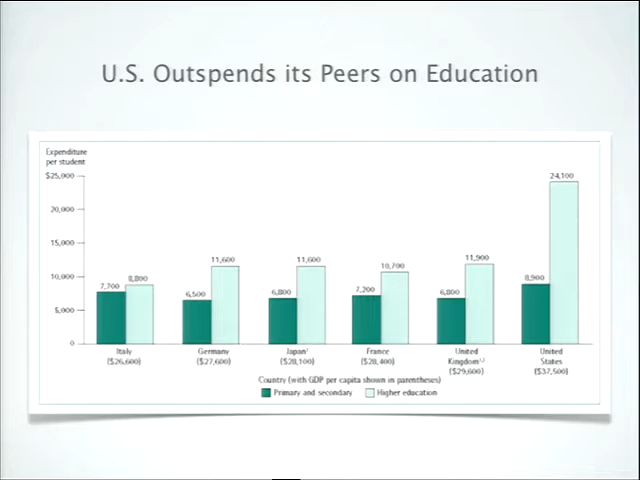 U.S. Outspends its Peers on Education
Expenditure
per student
$25,000
20,000
15,000
10,000
5,000
0
7,700
8,800
6,500
11,600
6,800
11,600
7,200
10,700
6,800
11,900
8,900
24,100
Italy
($26,600)
Germany
($27,600)
Japan¹
($28,100)
France
($28,400)
United
Kingdom¹,²
($29,600)
United
States
($37,500)
Country (with GDP per capita shown in parentheses)
Primary and secondary
Higher education